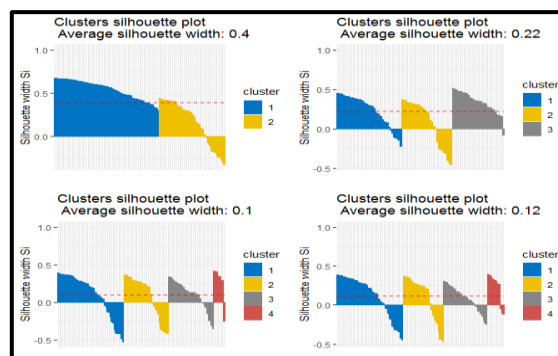 Clusters silhouette plot
Average silhouette width: 0.4
Silhouette width Si
1.0
0.5
0.0
cluster
1
2
Clusters silhouette plot
Average silhouette width: 0.22
Silhouette width Si
1.0
0.5
0.0
-0.5
cluster
1
2
3
Clusters silhouette plot
Average silhouette width: 0.1
Silhouette width Si
1.0
0.5
0.0
-0.5
cluster
1
2
3
4
Clusters silhouette plot
Average silhouette width: 0.12
Silhouette width Si
1.0
0.5
0.0
-0.5
cluster
1
2
3
4